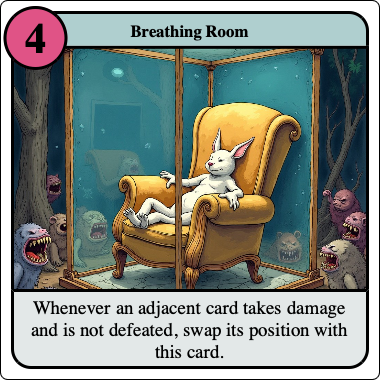 4
Breathing Room
Whenever an adjacent card takes damage
and is not defeated, swap its position with
this card.